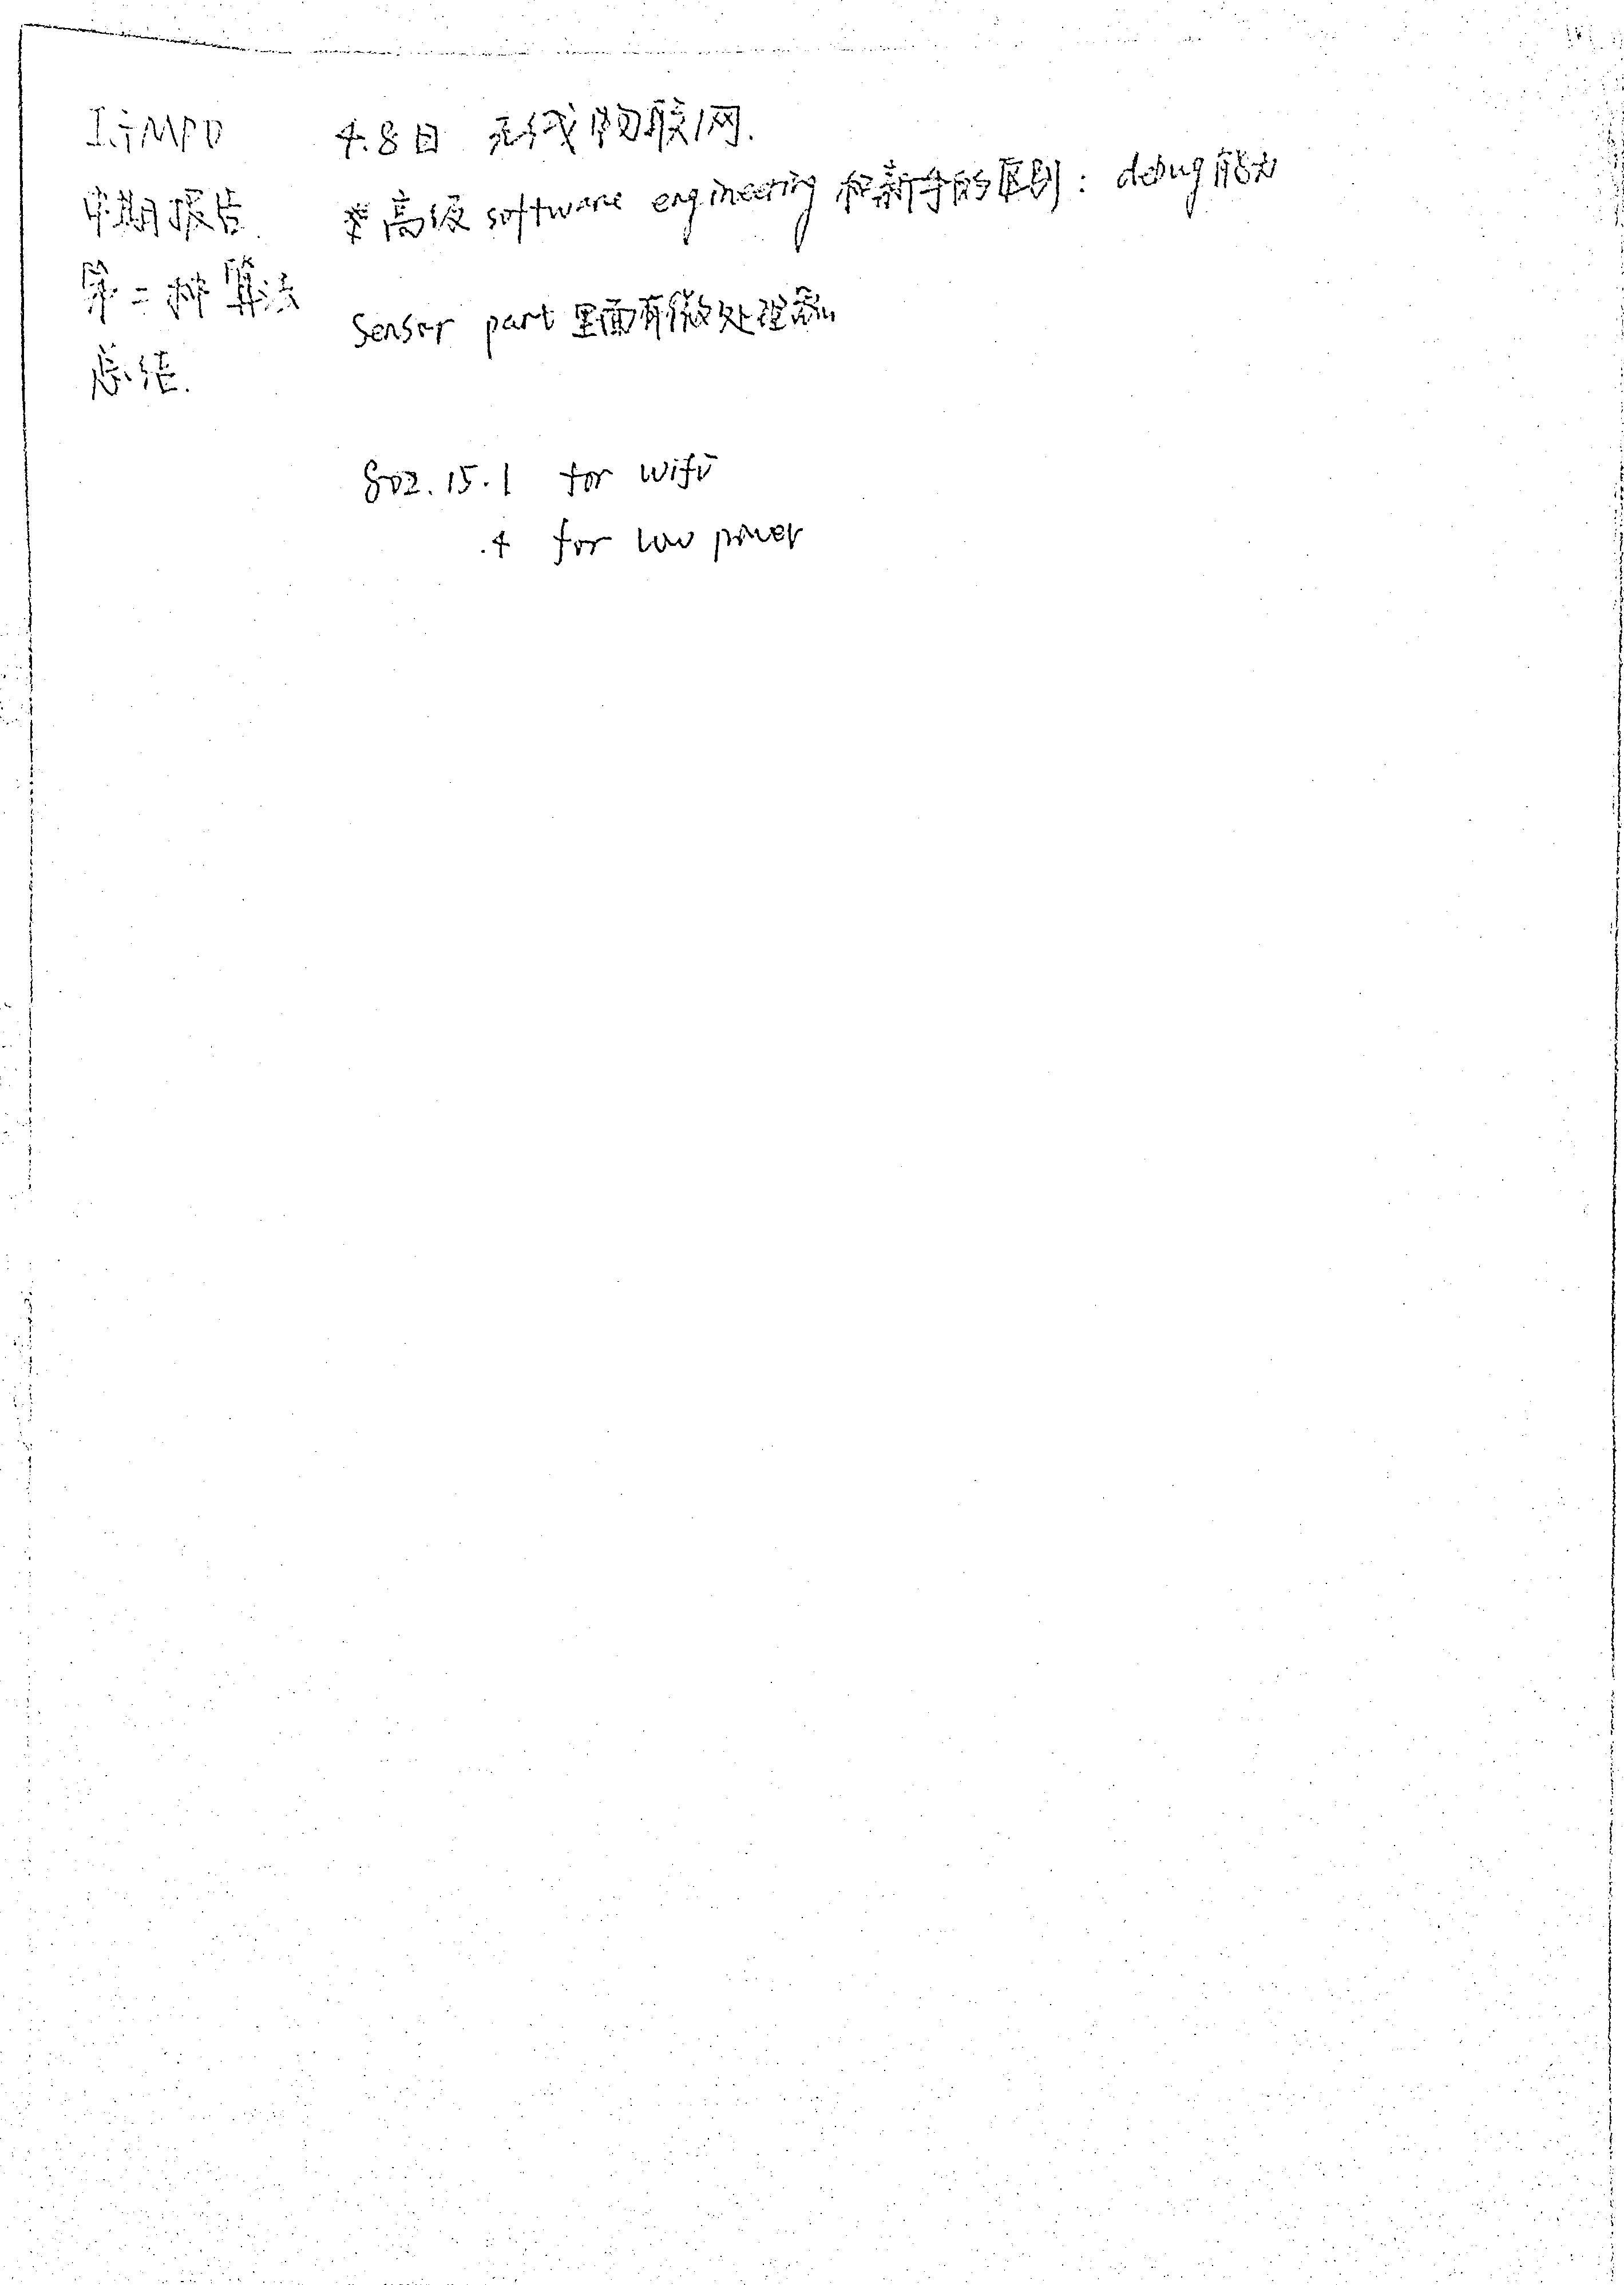 中期报告
第二种算法
总结.
4.8日 无线物联网.
* 高级 software engineering 和新手的区别: debug能力
Sensor part 里面有微处理器
802.15.1 for wifi
.4 for low power